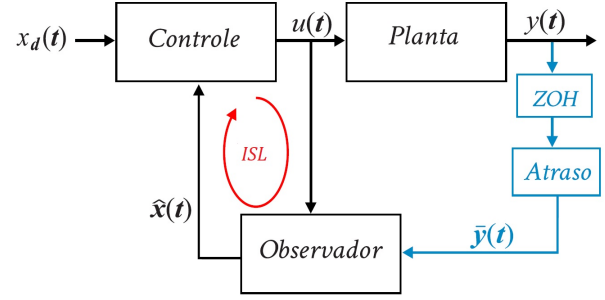 x_d(t)
Controle
u(t)
Planta
y(t)
ZOH
ISL
Atraso
x̂(t)
Observador
ȳ(t)